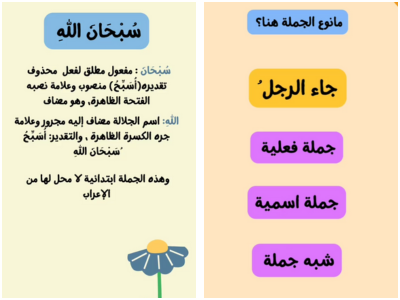 سُبْحَانَ اللهِ
سُبْحَانَ : مفعول مطلق لفعل محذوف
تقديره(أُسَبِّحُ) منصوب وعلامة نصبه
الفتحة الظاهرة، وهو مضاف
اللهِ: اسم الجلالة مضاف إليه مجرور وعلامة
جره الكسرة الظاهرة ، والتقدير: أُسَبِّحُ
سُبْحَانَ اللهِ
وهذه الجملة ابتدائية لا محل لها من
الإعراب
مانوع الجملة هنا؟
جاء الرجلُ
جملة فعلية
جملة اسمية
شبه جملة